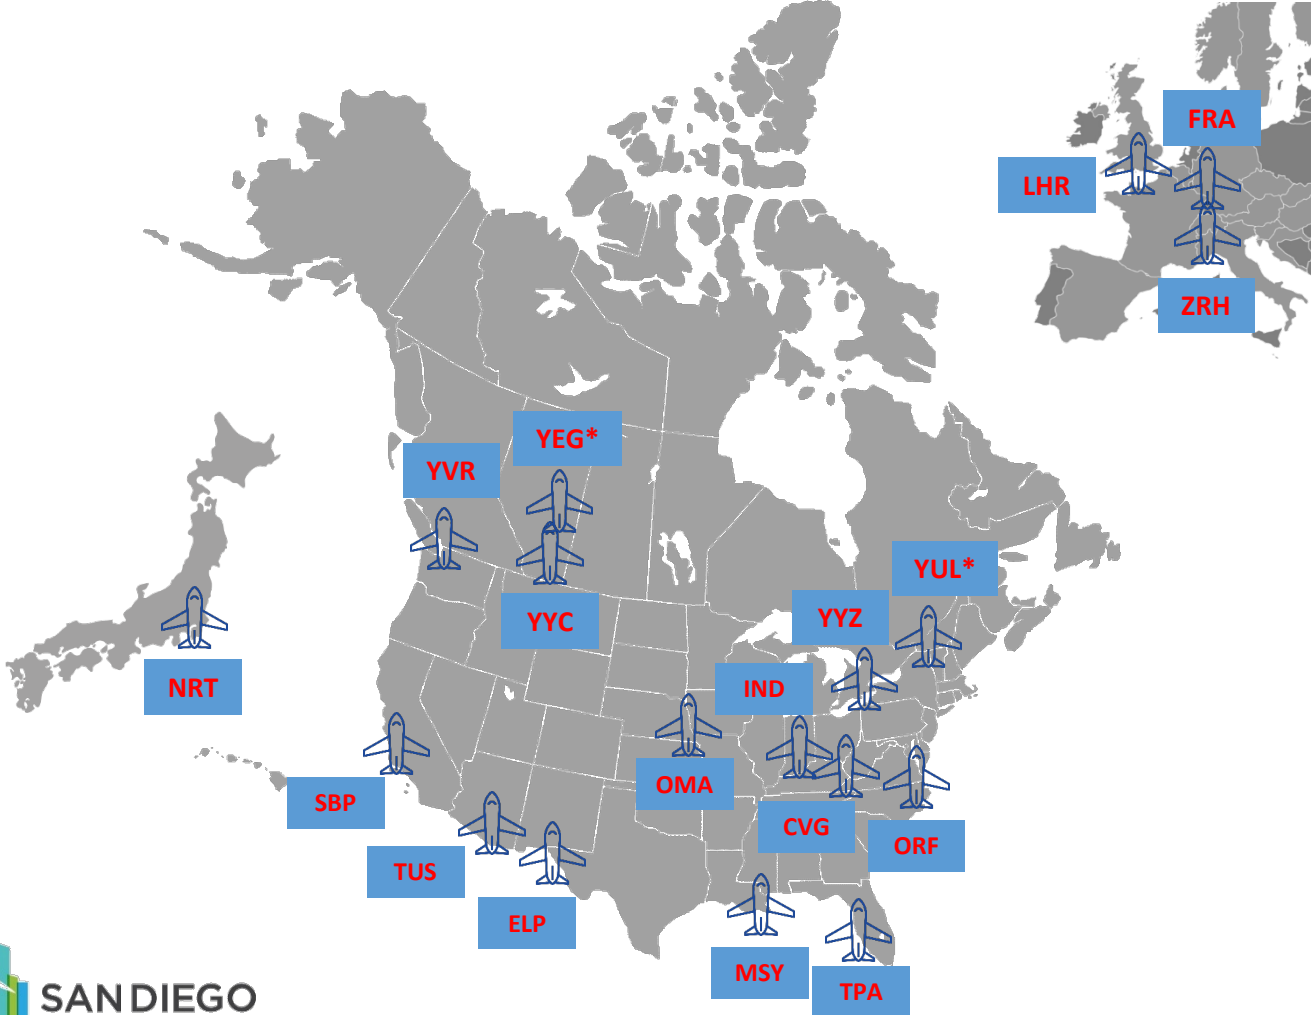 FRA
LHR
ZRH
YEG*
YVR
YUL*
YYC
YYZ
NRT
IND
OMA
SBP
CVG
ORF
TUS
ELP
MSY
TPA
SAN DIEGO